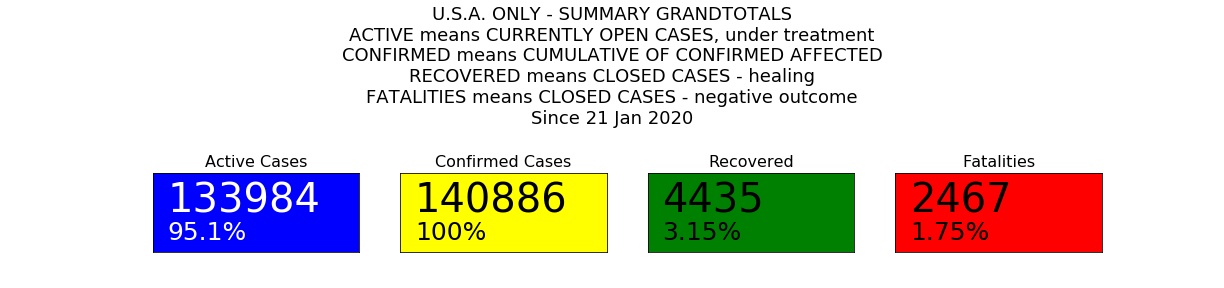 U.S.A. ONLY - SUMMARY GRANDTOTALS
ACTIVE means CURRENTLY OPEN CASES, under treatment
CONFIRMED means CUMULATIVE OF CONFIRMED AFFECTED
RECOVERED means CLOSED CASES - healing
FATALITIES means CLOSED CASES - negative outcome
Since 21 Jan 2020
Active Cases
133984
95.1%
Confirmed Cases
140886
100%
Recovered
4435
3.15%
Fatalities
2467
1.75%